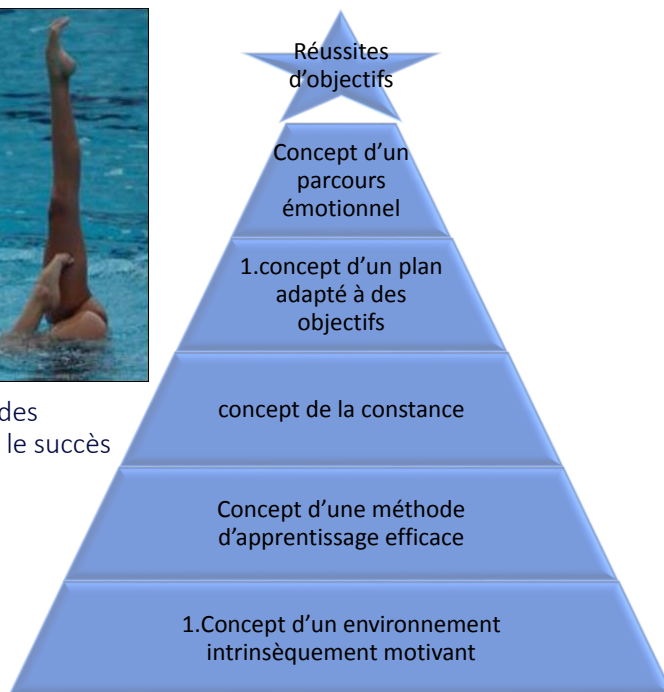 Réussites
d’objectifs
Concept d’un
parcours
émotionnel
1.concept d’un plan
adapté à des
objectifs
des
le succès
concept de la constance
Concept d’une méthode
d’apprentissage efficace
1.Concept d’un environnement
intrinsèquement motivant